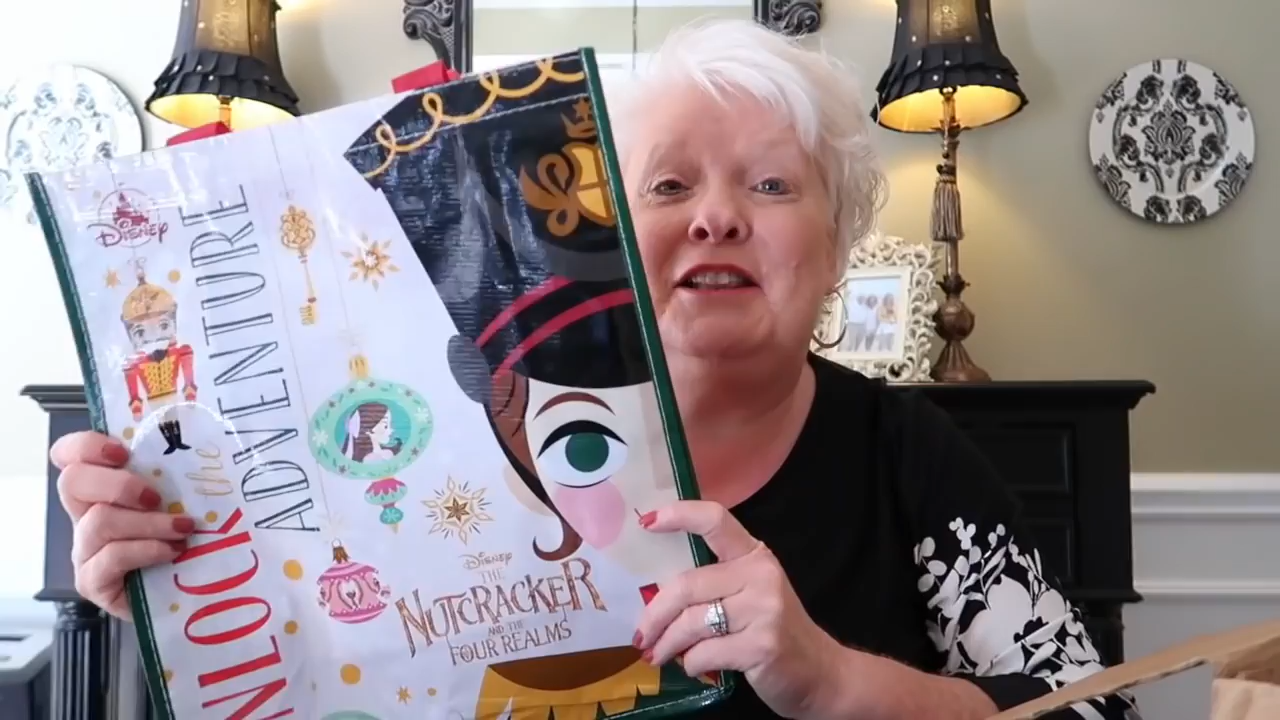 Disney
UNLOCK the
ADVENTURE
Disney
THE
NUTCRACKER
AND THE
FOUR REALMS